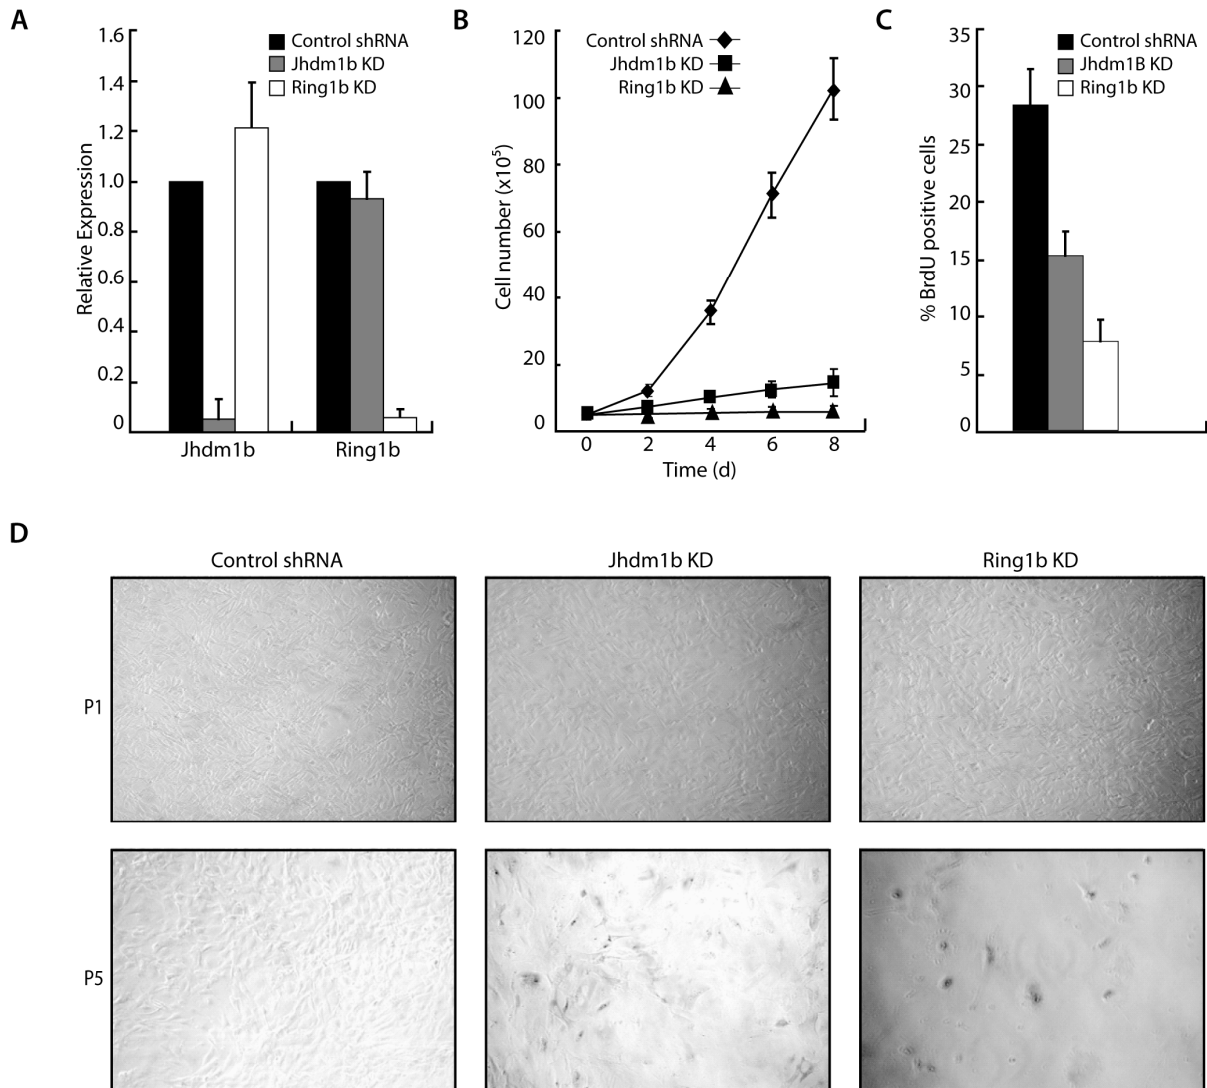 A
1.6
1.4
1.2
1.0
0.8
0.6
0.4
0.2
0
Relative Expression
Control shRNA
Jhdm1b KD
Ring1b KD
Jhdm1b
Ring1b
B
120
100
80
60
40
20
0
Cell number (x10⁵)
Control shRNA
Jhdm1b KD
Ring1b KD
0 2 4 6 8
Time (d)
C
35
30
25
20
15
10
5
0
% BrdU positive cells
Control shRNA
Jhdm1B KD
Ring1b KD
D
Control shRNA Jhdm1b KD Ring1b KD
P1
P5